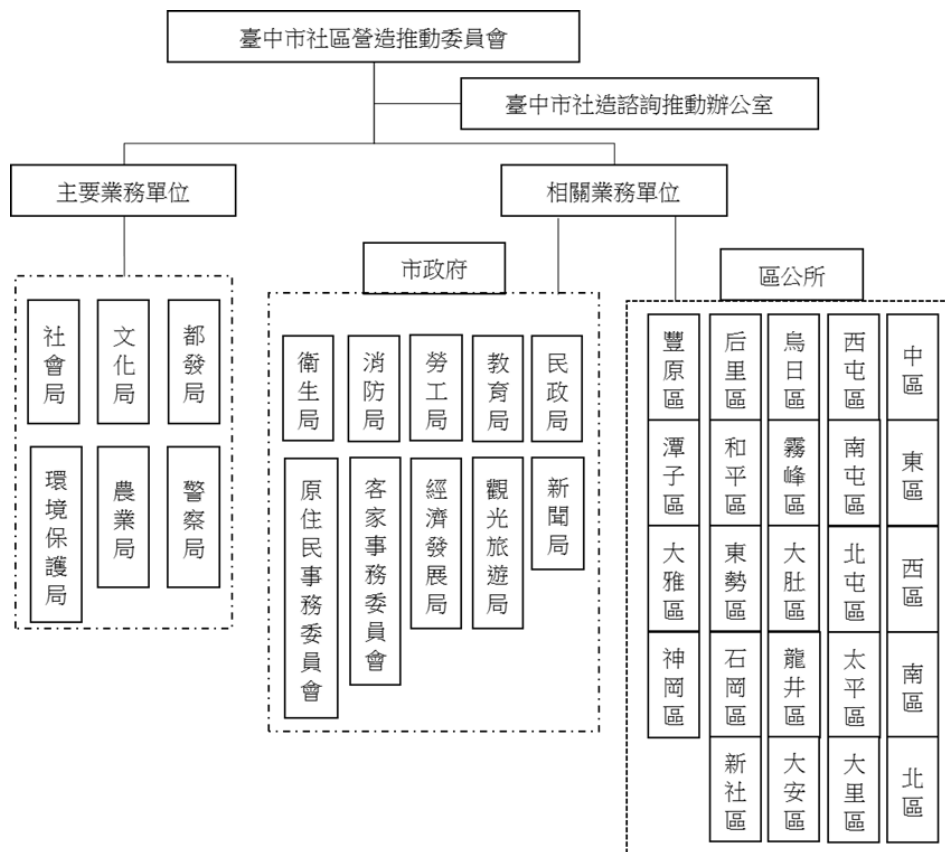 臺中市社區營造推動委員會
臺中市社造諮詢推動辦公室
主要業務單位
相關業務單位
市政府
區公所
社會局
文化局
都發局
環境保護局
農業局
警察局
衛生局
消防局
勞工局
教育局
民政局
原住民事務委員會
客家事務委員會
經濟發展局
觀光旅遊局
新聞局
豐原區
后里區
烏日區
西屯區
中區
潭子區
和平區
霧峰區
南屯區
東區
大雅區
東勢區
大肚區
北屯區
西區
神岡區
石岡區
龍井區
太平區
南區
新社區
大安區
大里區
北區